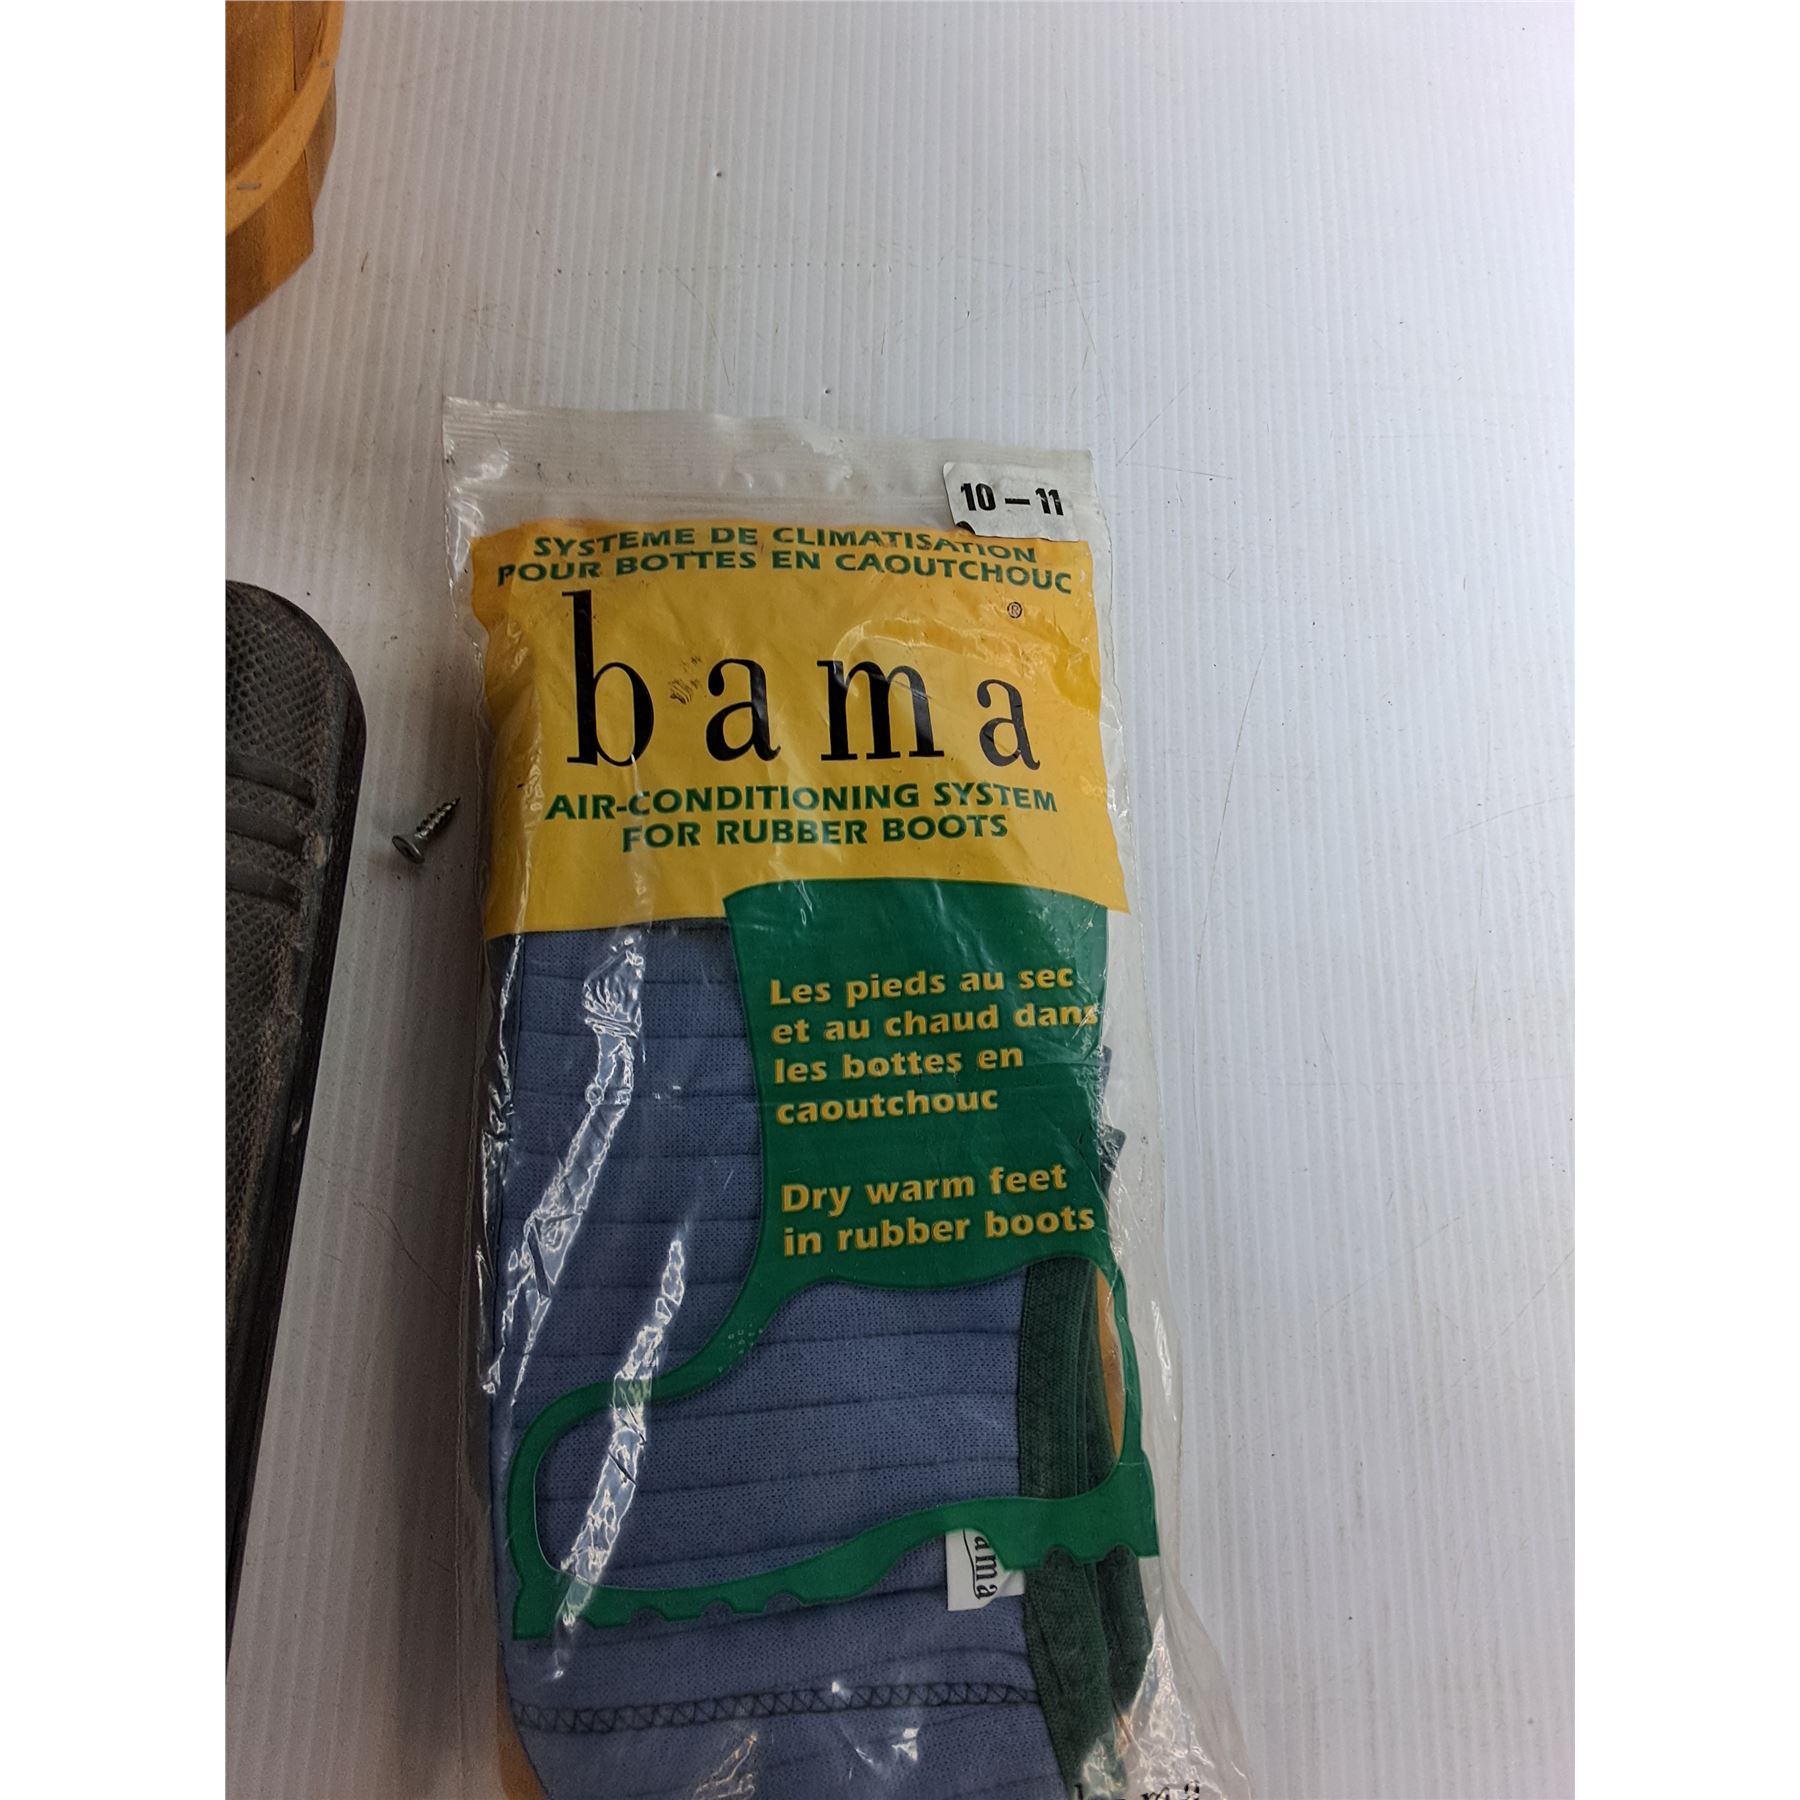 10 – 11
SYSTEME DE CLIMATISATION
POUR BOTTES EN CAOUTCHOUC
bama®
AIR-CONDITIONING SYSTEM
FOR RUBBER BOOTS
Les pieds au sec
et au chaud dans
les bottes en
caoutchouc
Dry warm feet
in rubber boots
ama